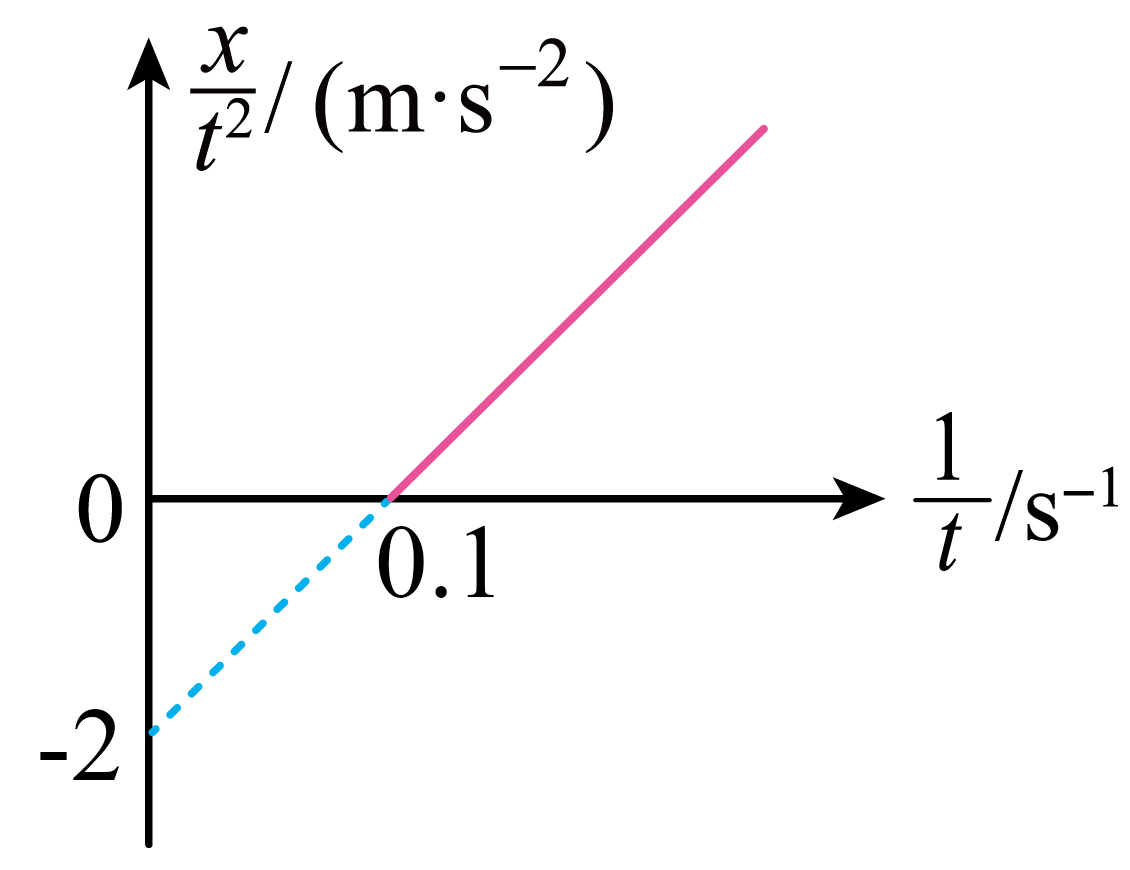 x/t²/(m·s⁻²)
0
0.1
1/t/s⁻¹
-2